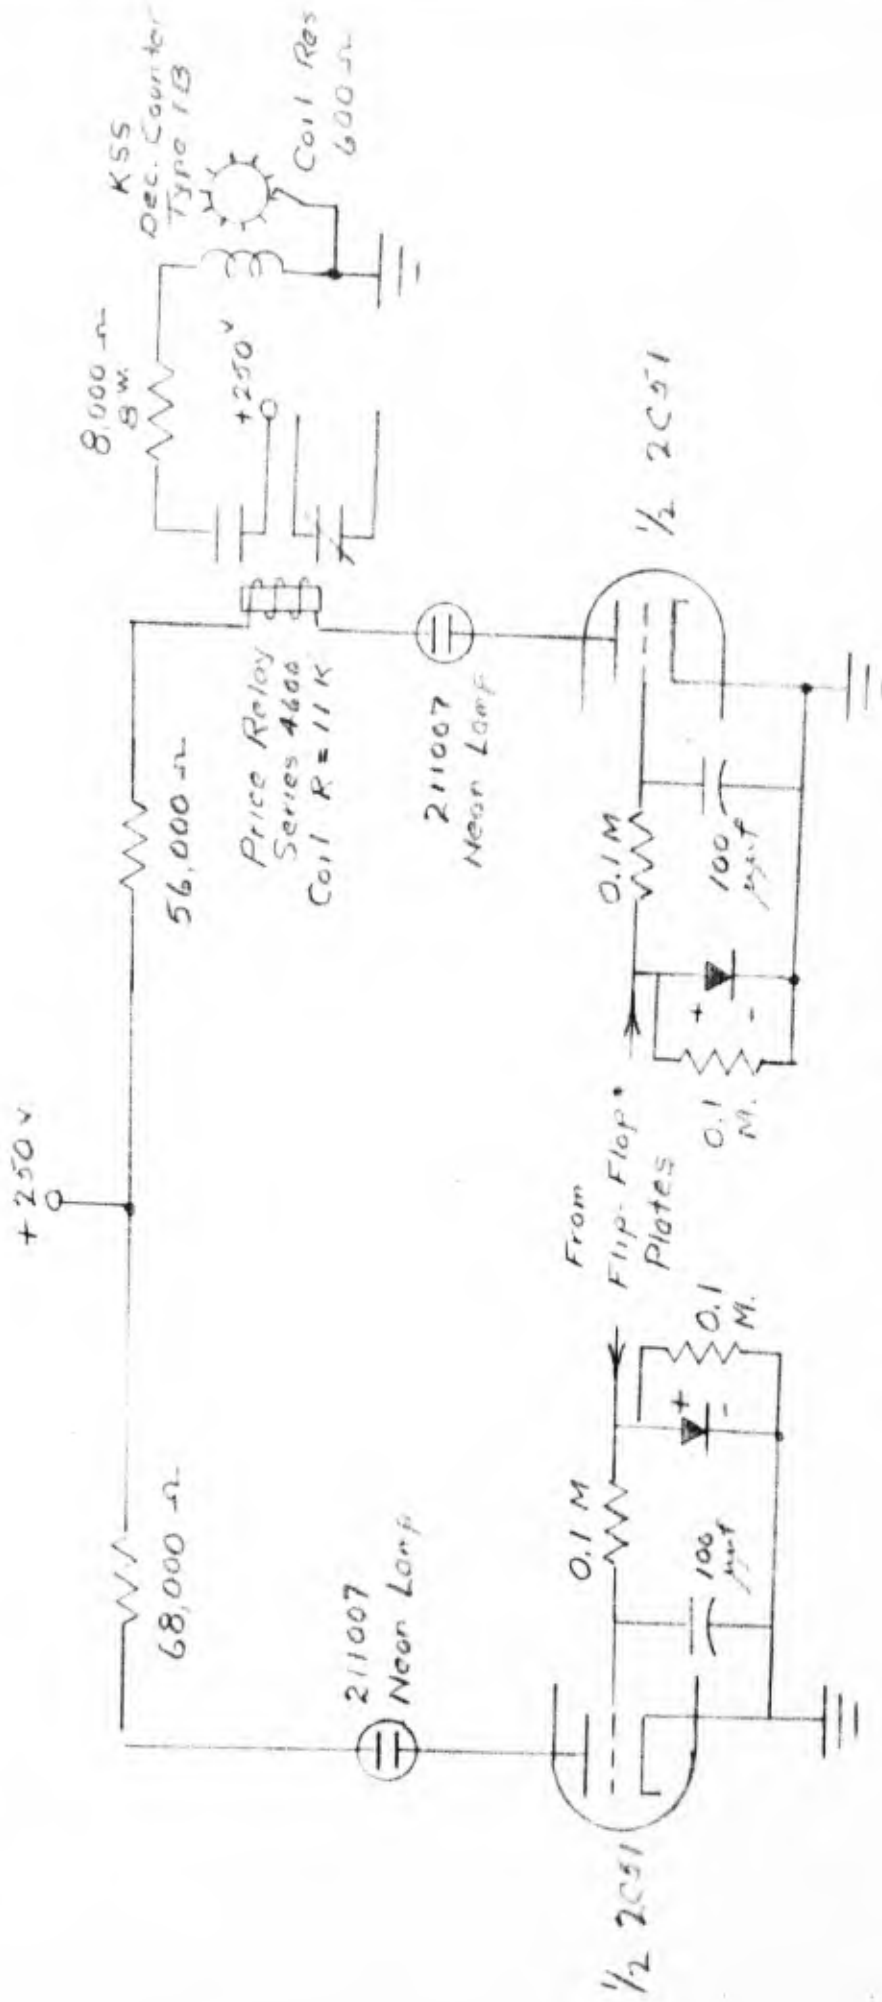 + 250 v
68,000 Ω
56,000 Ω
8,000 Ω
8 w.
KSS
Dec. Counter
Type 1B
Coil Res
600 Ω
+250 v
Price Relay
Series 4600
Coil R = 11 K
211007
Neon Lamp
211007
Neon Lamp
½ 2C51
0.1 M
100
μμf
+
-
0.1
M.
From
Flip-Flop
Plates
0.1 M
100
μμf
+
-
0.1
M.
½ 2C51